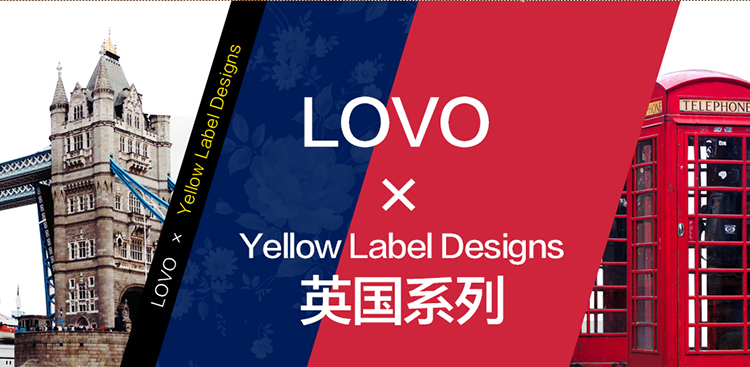 LOVO × Yellow Label Designs
LOVO
×
Yellow Label Designs
英国系列
TELEPHONE